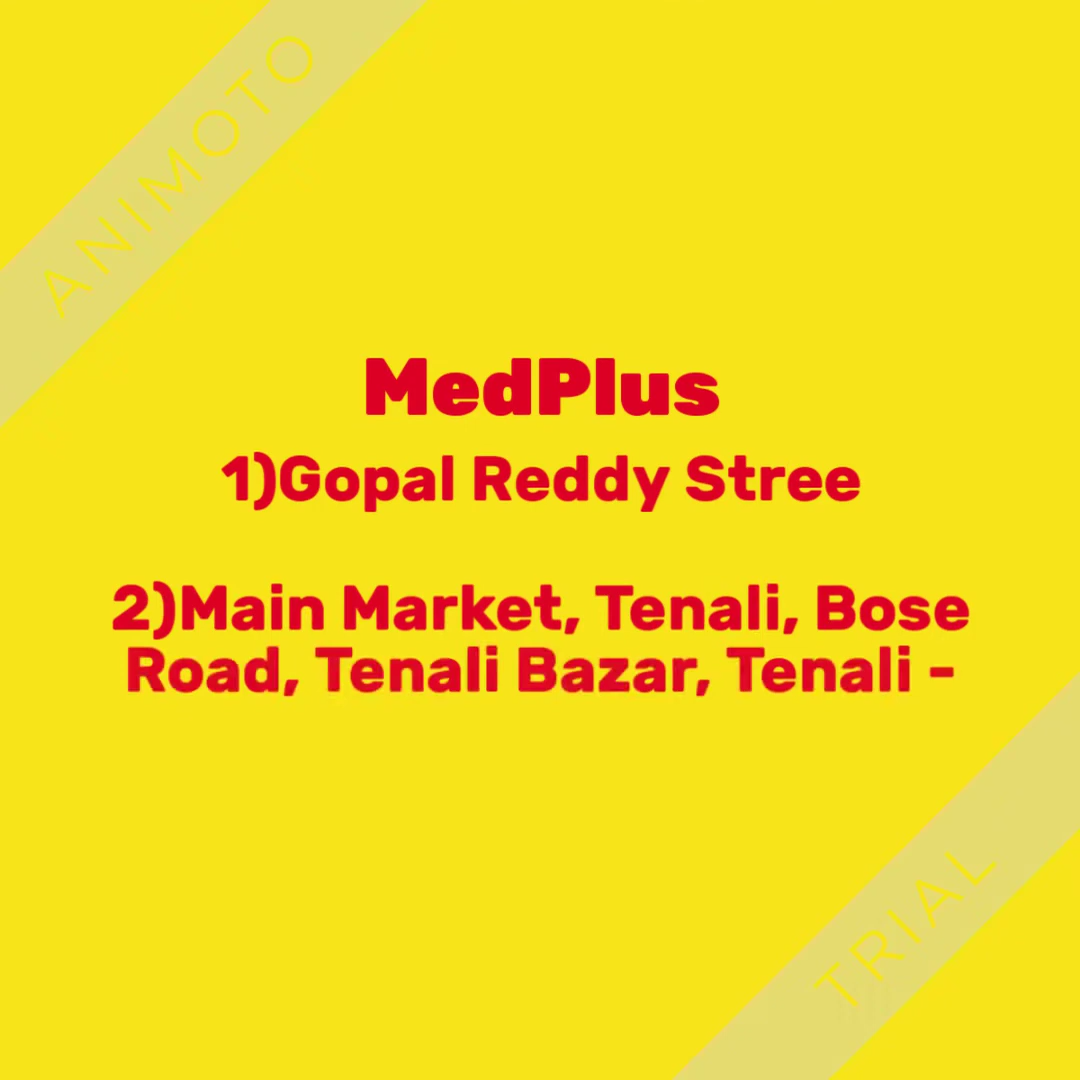 ANIMOTO
MedPlus
1)Gopal Reddy Stree
2)Main Market, Tenali, Bose
Road, Tenali Bazar, Tenali -
TRIAL